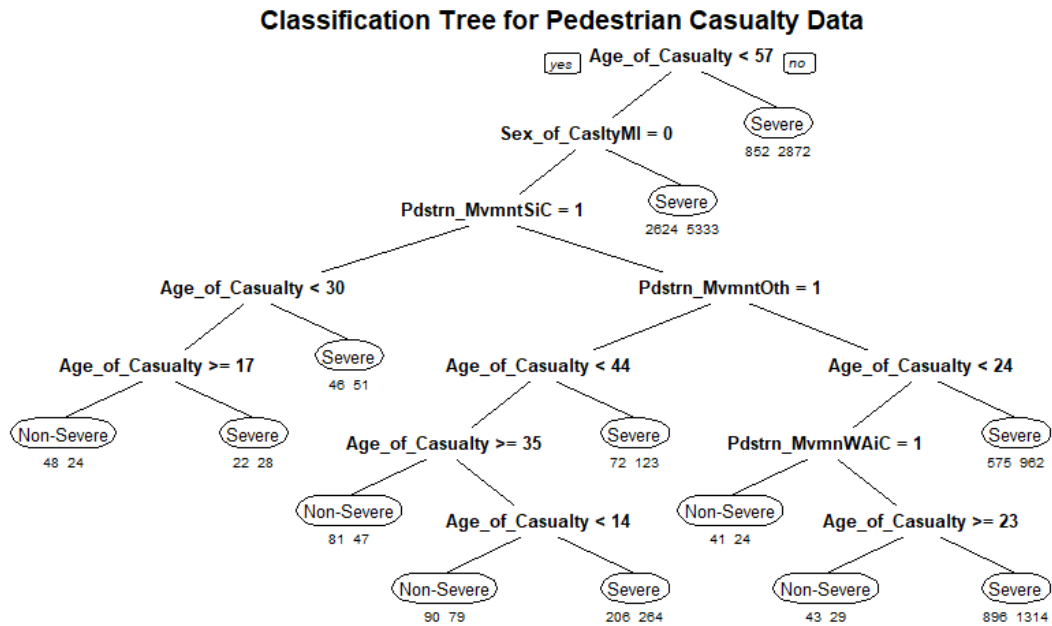 Classification Tree for Pedestrian Casualty Data
yes Age_of_Casualty < 57 no
Severe
852 2872
Sex_of_CasltyMl = 0
Severe
2624 5333
Pdstrn_MvmntSiC = 1
Age_of_Casualty < 30
Pdstrn_MvmntOth = 1
Age_of_Casualty >= 17
Severe
46 51
Age_of_Casualty < 44
Age_of_Casualty < 24
Non-Severe
48 24
Severe
22 28
Age_of_Casualty >= 35
Severe
72 123
Pdstrn_MvmnWAiC = 1
Severe
575 962
Non-Severe
81 47
Age_of_Casualty < 14
Non-Severe
41 24
Age_of_Casualty >= 23
Non-Severe
90 79
Severe
206 264
Non-Severe
43 29
Severe
896 1314